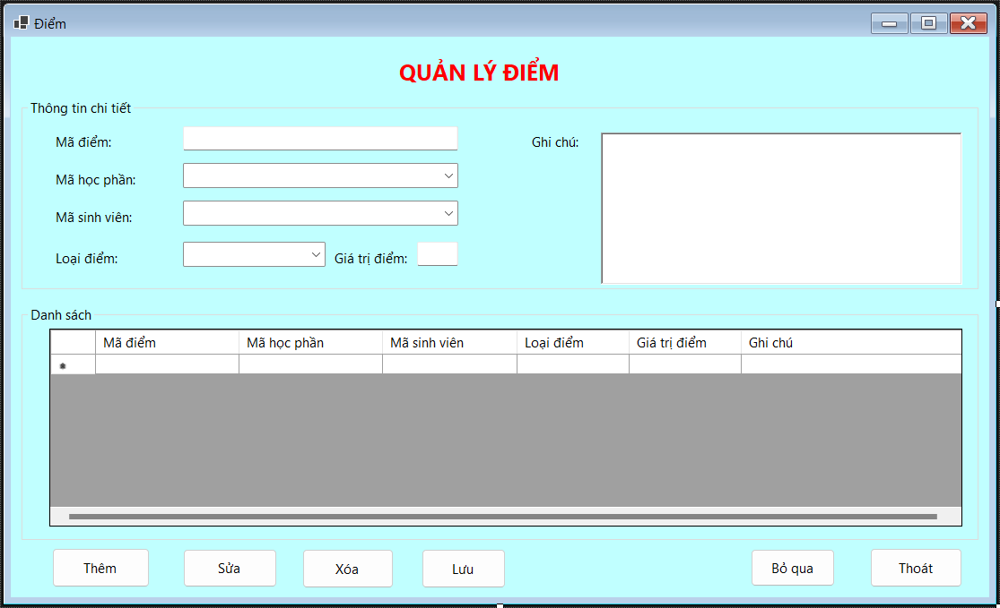 Điểm
QUẢN LÝ ĐIỂM
Thông tin chi tiết
Mã điểm:
Ghi chú:
Mã học phần:
Mã sinh viên:
Loại điểm:
Giá trị điểm:
Danh sách
Mã điểm Mã học phần Mã sinh viên Loại điểm Giá trị điểm Ghi chú
Thêm Sửa Xóa Lưu Bỏ qua Thoát